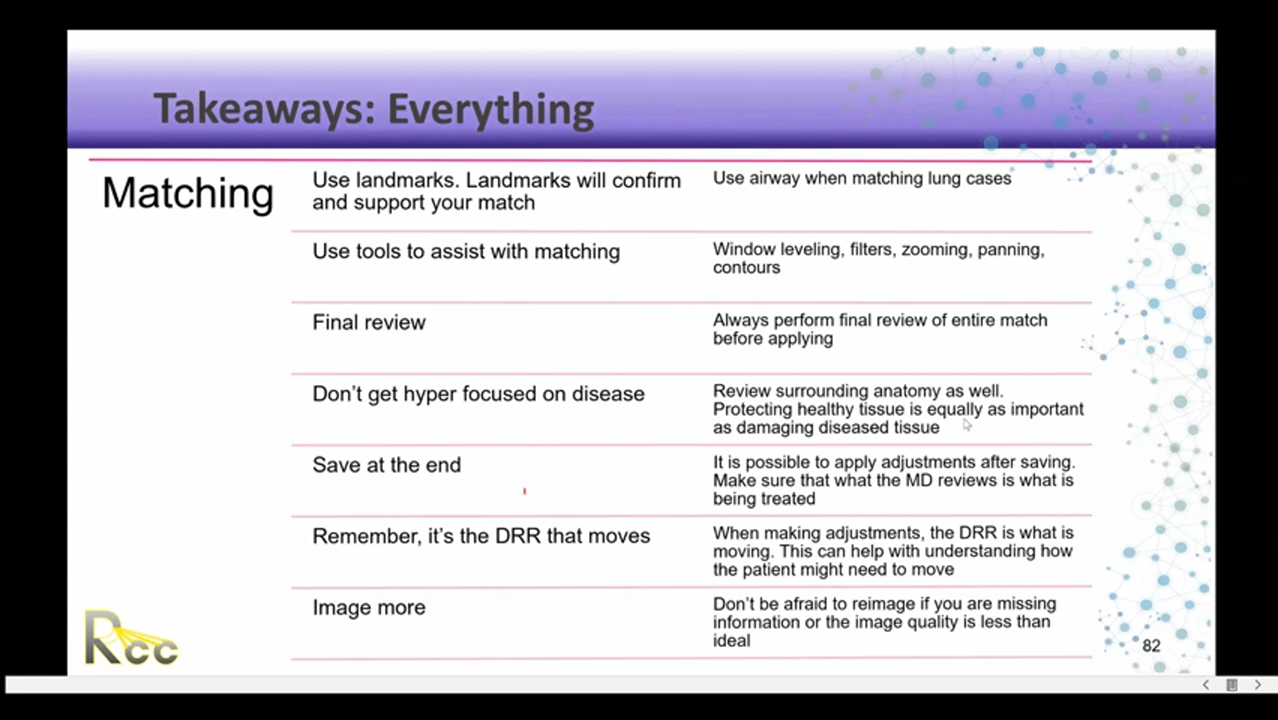 Takeaways: Everything
Matching
Use landmarks. Landmarks will confirm
and support your match
Use airway when matching lung cases
Use tools to assist with matching
Window leveling, filters, zooming, panning,
contours
Final review
Always perform final review of entire match
before applying
Don't get hyper focused on disease
Review surrounding anatomy as well.
Protecting healthy tissue is equally as important
as damaging diseased tissue
Save at the end
It is possible to apply adjustments after saving.
Make sure that what the MD reviews is what is
being treated
Remember, it's the DRR that moves
When making adjustments, the DRR is what is
moving. This can help with understanding how
the patient might need to move
Image more
Don't be afraid to reimage if you are missing
information or the image quality is less than
ideal
Rcc
82